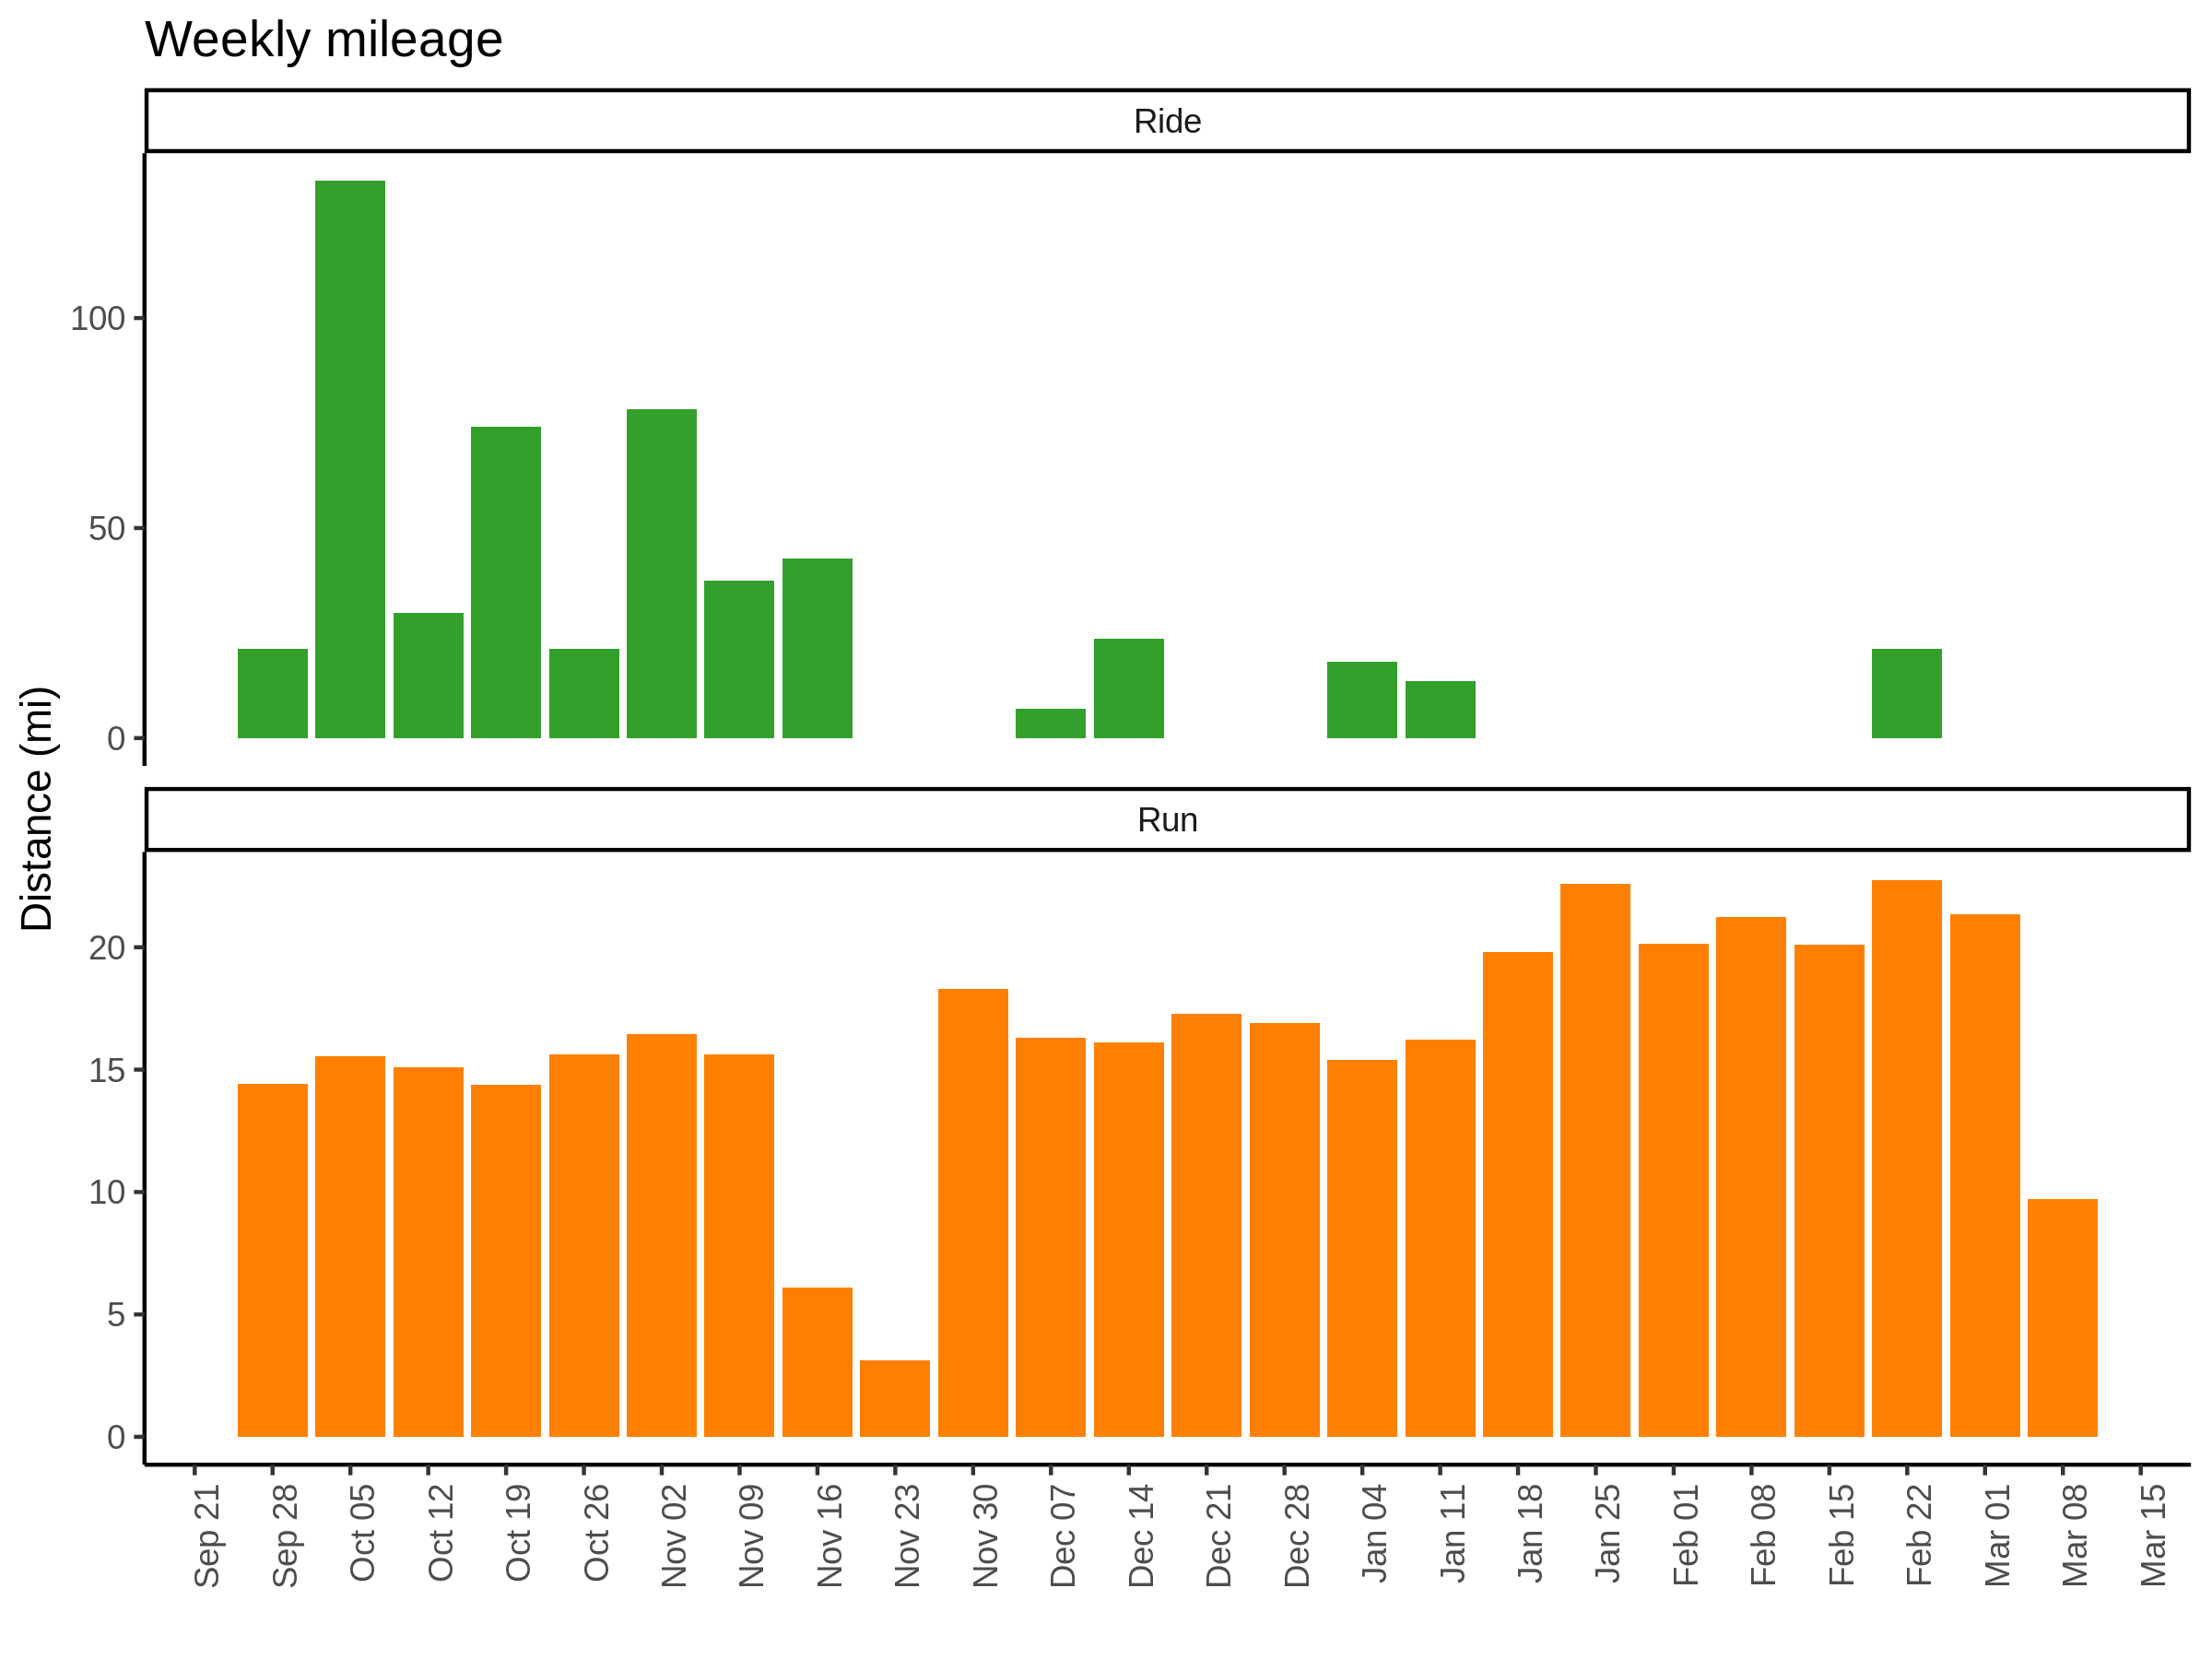 Weekly mileage
Ride
100
50
0
Distance (mi)
Run
20
15
10
5
0
Sep 21
Sep 28
Oct 05
Oct 12
Oct 19
Oct 26
Nov 02
Nov 09
Nov 16
Nov 23
Nov 30
Dec 07
Dec 14
Dec 21
Dec 28
Jan 04
Jan 11
Jan 18
Jan 25
Feb 01
Feb 08
Feb 15
Feb 22
Mar 01
Mar 08
Mar 15